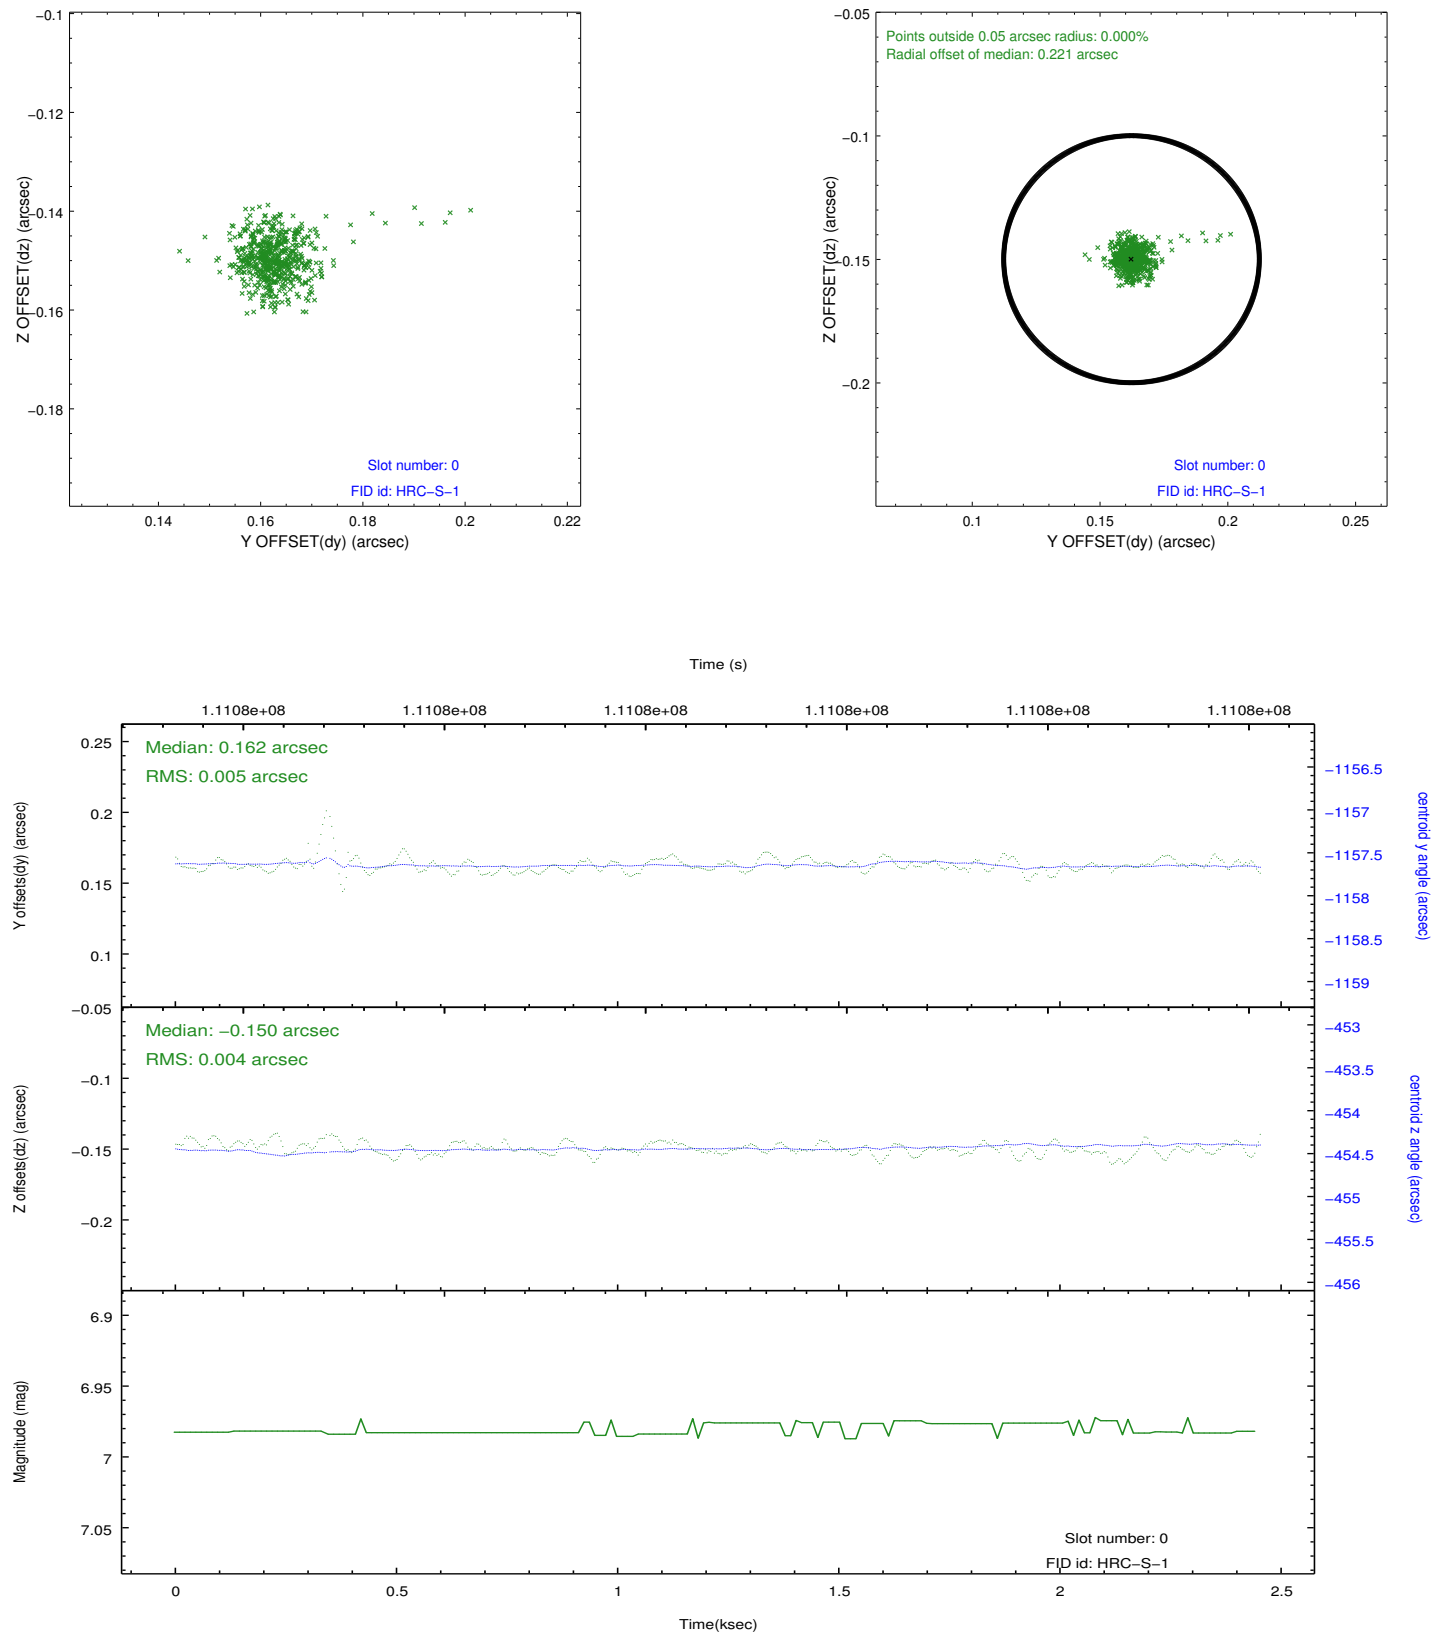 −0.1
−0.12
−0.14
−0.16
−0.18
Z OFFSET(dz) (arcsec)
0.14
0.16
0.18
0.2
0.22
Y OFFSET(dy) (arcsec)
Slot number: 0
FID id: HRC−S−1
Points outside 0.05 arcsec radius: 0.000%
Radial offset of median: 0.221 arcsec
−0.05
−0.1
−0.15
−0.2
Z OFFSET(dz) (arcsec)
0.1
0.15
0.2
0.25
Y OFFSET(dy) (arcsec)
Slot number: 0
FID id: HRC−S−1
Time (s)
1.1108e+08
1.1108e+08
1.1108e+08
1.1108e+08
1.1108e+08
1.1108e+08
Median: 0.162 arcsec
RMS: 0.005 arcsec
0.25
0.2
0.15
0.1
Y offsets(dy) (arcsec)
−1156.5
−1157
−1157.5
−1158
−1158.5
−1159
centroid y angle (arcsec)
Median: −0.150 arcsec
RMS: 0.004 arcsec
−0.05
−0.1
−0.15
−0.2
Z offsets(dz) (arcsec)
−453
−453.5
−454
−454.5
−455
−455.5
−456
centroid z angle (arcsec)
6.9
6.95
7
7.05
Magnitude (mag)
Slot number: 0
FID id: HRC−S−1
0
0.5
1
1.5
2
2.5
Time(ksec)